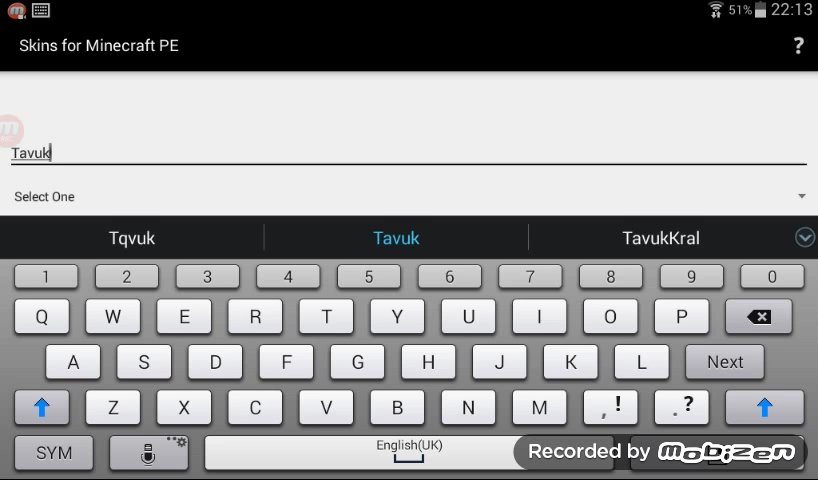 51% 22:13
Skins for Minecraft PE ?
Tavuk
Select One
Tqvuk Tavuk TavukKral
1 2 3 4 5 6 7 8 9 0
Q W E R T Y U I O P
A S D F G H J K L Next
Z X C V B N M , ! . ?
SYM English(UK) Recorded by Mobizen